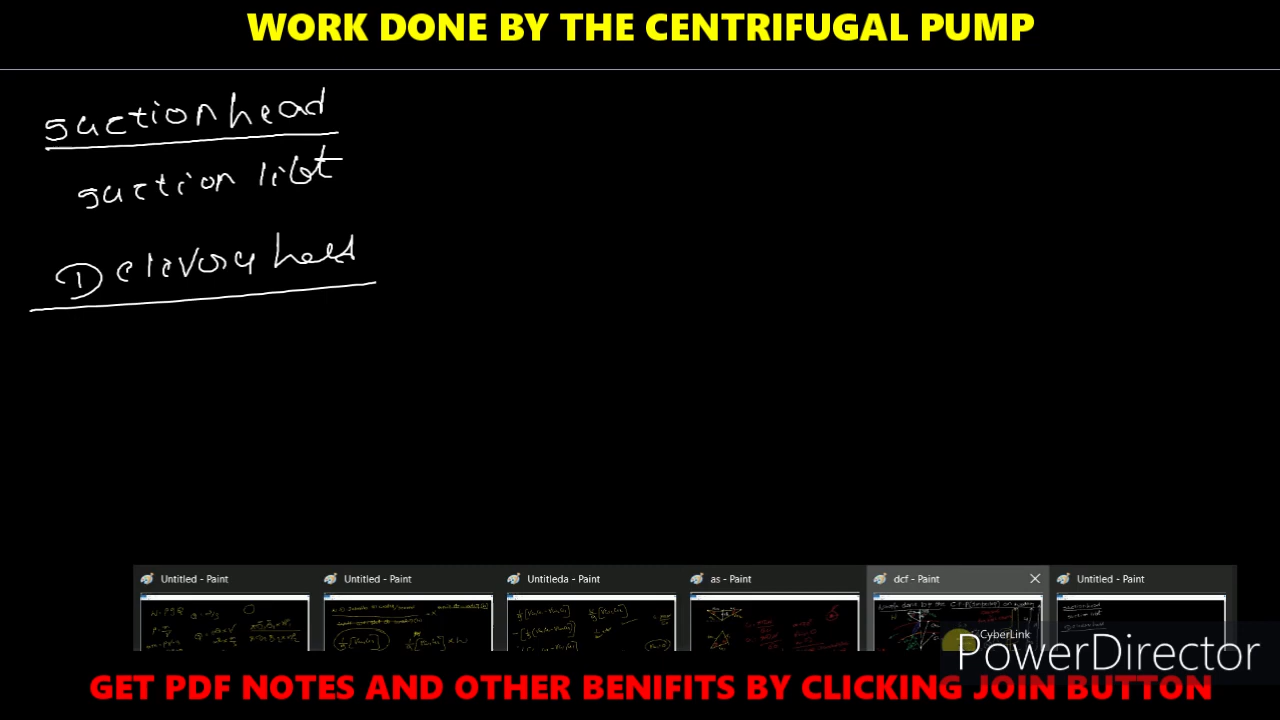 WORK DONE BY THE CENTRIFUGAL PUMP
suction head
suction lift
Delivery head
Untitled - Paint
Untitled - Paint
Untitleda - Paint
as - Paint
dcf - Paint
Untitled - Paint
CyberLink
PowerDirector
GET PDF NOTES AND OTHER BENIFITS BY CLICKING JOIN BUTTON